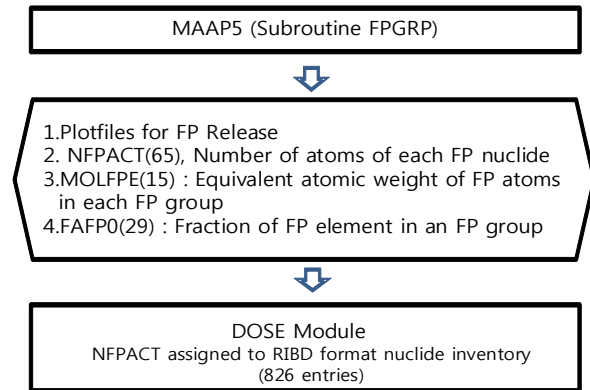 MAAP5 (Subroutine FPGRP)
1.Plotfiles for FP Release
2. NFPACT(65), Number of atoms of each FP nuclide
3.MOLFPE(15) : Equivalent atomic weight of FP atoms
in each FP group
4.FAFP0(29) : Fraction of FP element in an FP group
DOSE Module
NFPACT assigned to RIBD format nuclide inventory
(826 entries)